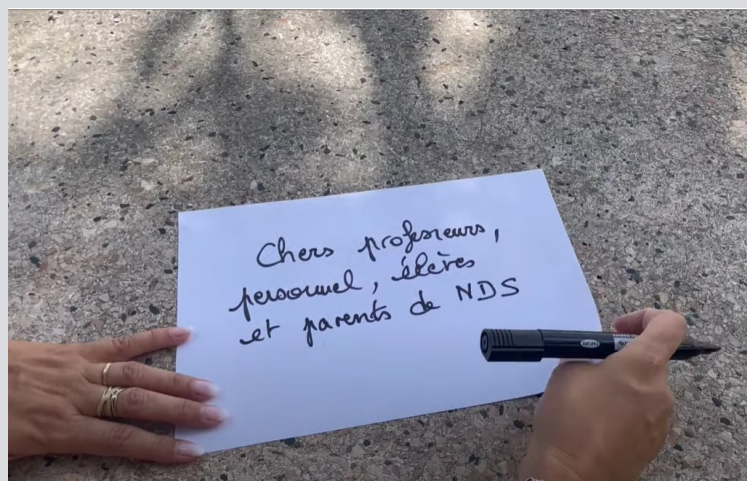 Chers professeurs,
personnel, élèves
et parents de NDS